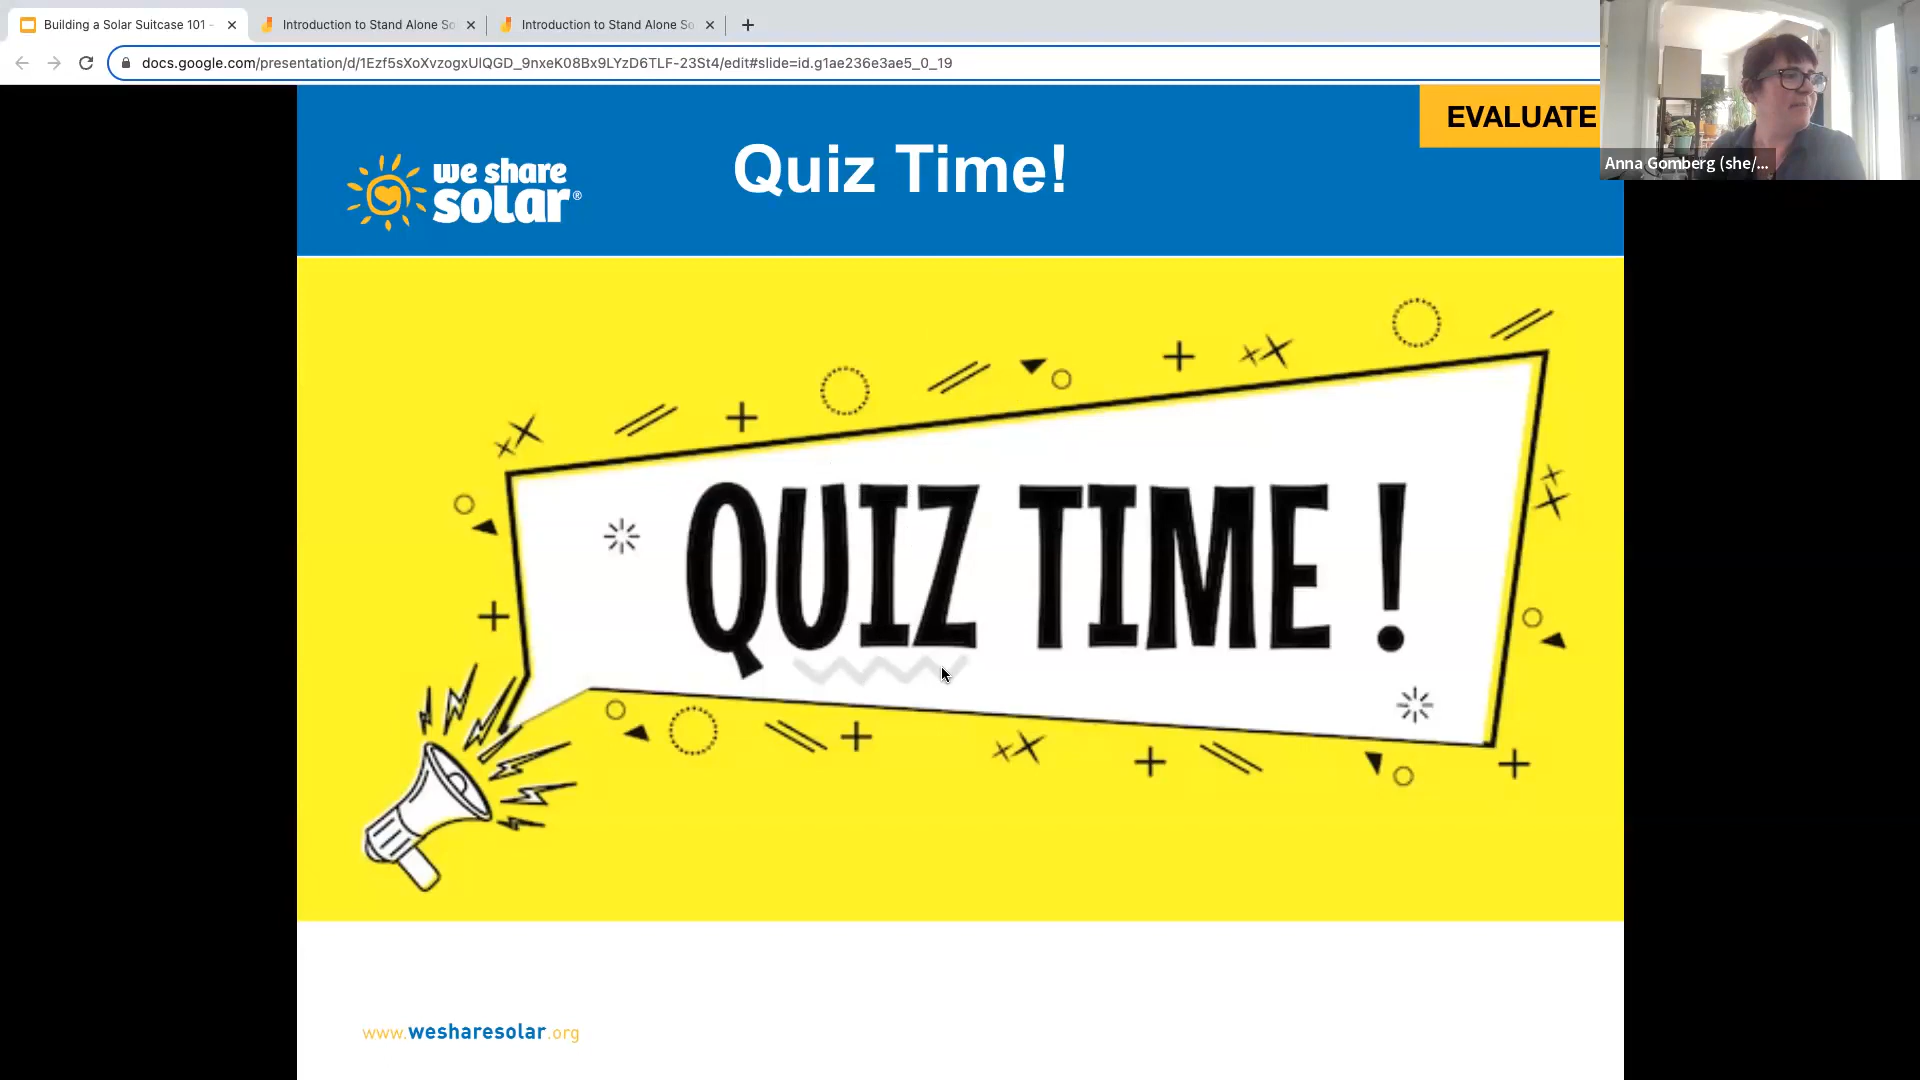 Building a Solar Suitcase 101 -
Introduction to Stand Alone So
Introduction to Stand Alone So
docs.google.com/presentation/d/1Ezf5sXoXvzogxUlQGD_9nxeK08Bx9LYzD6TLF-23St4/edit#slide=id.g1ae236e3ae5_0_19
EVALUATE
Anna Gomberg (she/...
we share
solar®
Quiz Time!
QUIZ TIME !
www.wesharesolar.org